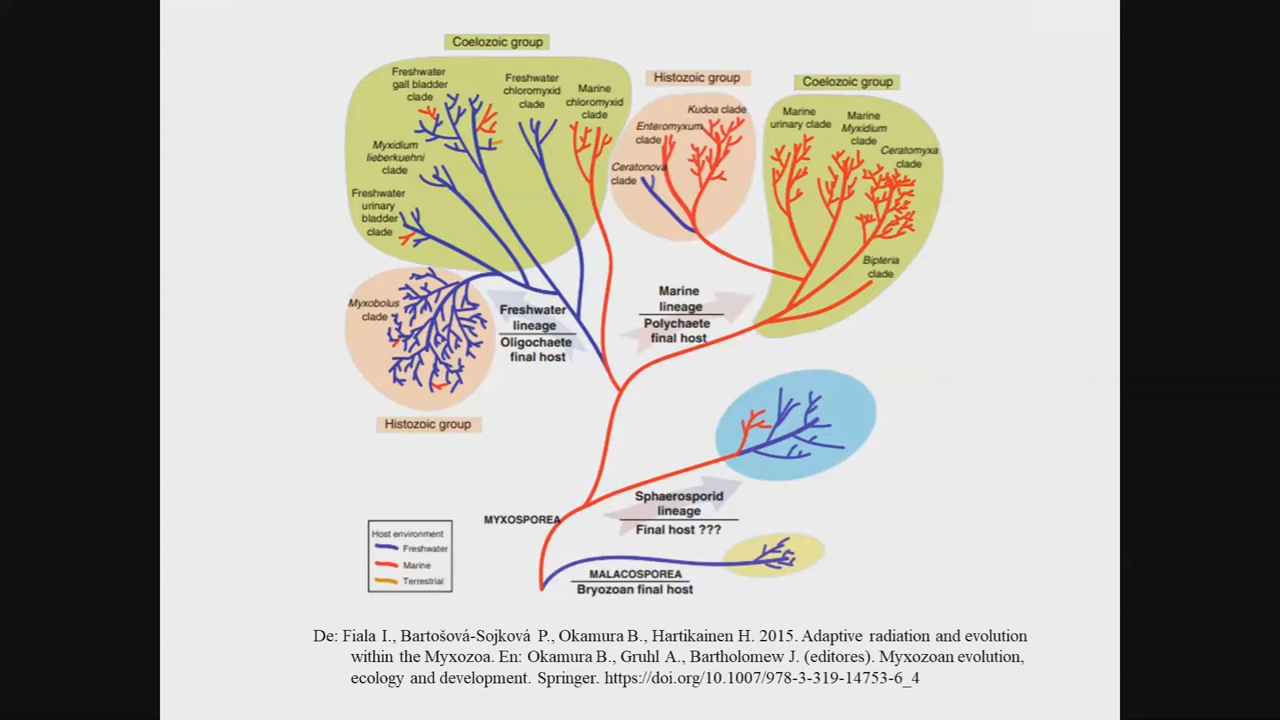 Coelozoic group
Freshwater
gall bladder
clade
Freshwater
chloromyxid
clade
Marine
chloromyxid
clade
Myxidium
lieberkuehni
clade
Freshwater
urinary
bladder
clade
Histozoic group
Kudoa clade
Enteromyxum
clade
Ceratonova
clade
Coelozoic group
Marine
urinary clade
Marine
Myxidium
clade
Ceratomyxa
clade
Bipteria
clade
Myxobolus
clade
Histozoic group
Freshwater
lineage
Oligochaete
final host
Marine
lineage
Polychaete
final host
Sphaerosporid
lineage
Final host ???
MYXOSPOREA
MALACOSPOREA
Bryozoan final host
Host environment
Freshwater
Marine
Terrestrial
De: Fiala I., Bartošová-Sojková P., Okamura B., Hartikainen H. 2015. Adaptive radiation and evolution
within the Myxozoa. En: Okamura B., Gruhl A., Bartholomew J. (editores). Myxozoan evolution,
ecology and development. Springer. https://doi.org/10.1007/978-3-319-14753-6_4